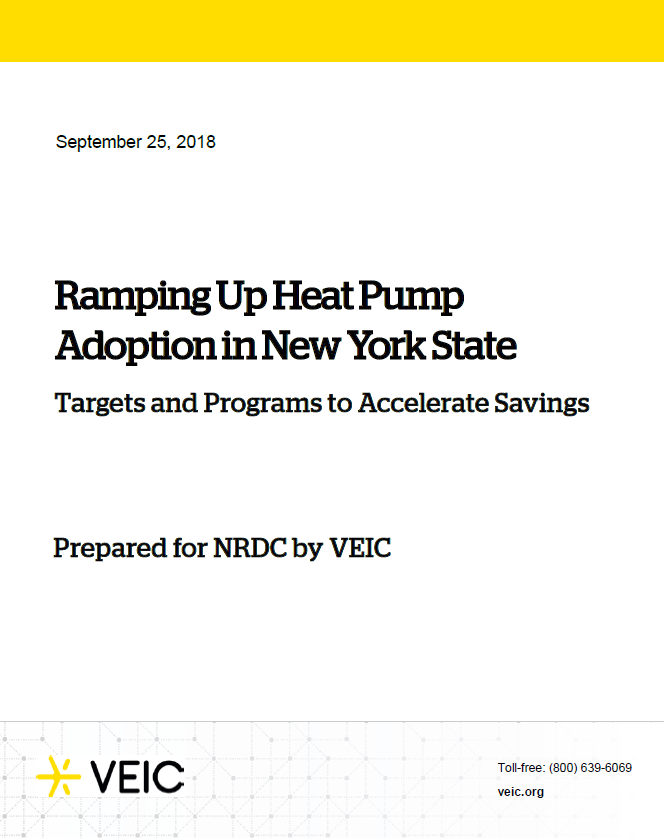 September 25, 2018
Ramping Up Heat Pump
Adoption in New York State
Targets and Programs to Accelerate Savings
Prepared for NRDC by VEIC
VEIC
Toll-free: (800) 639-6069
veic.org